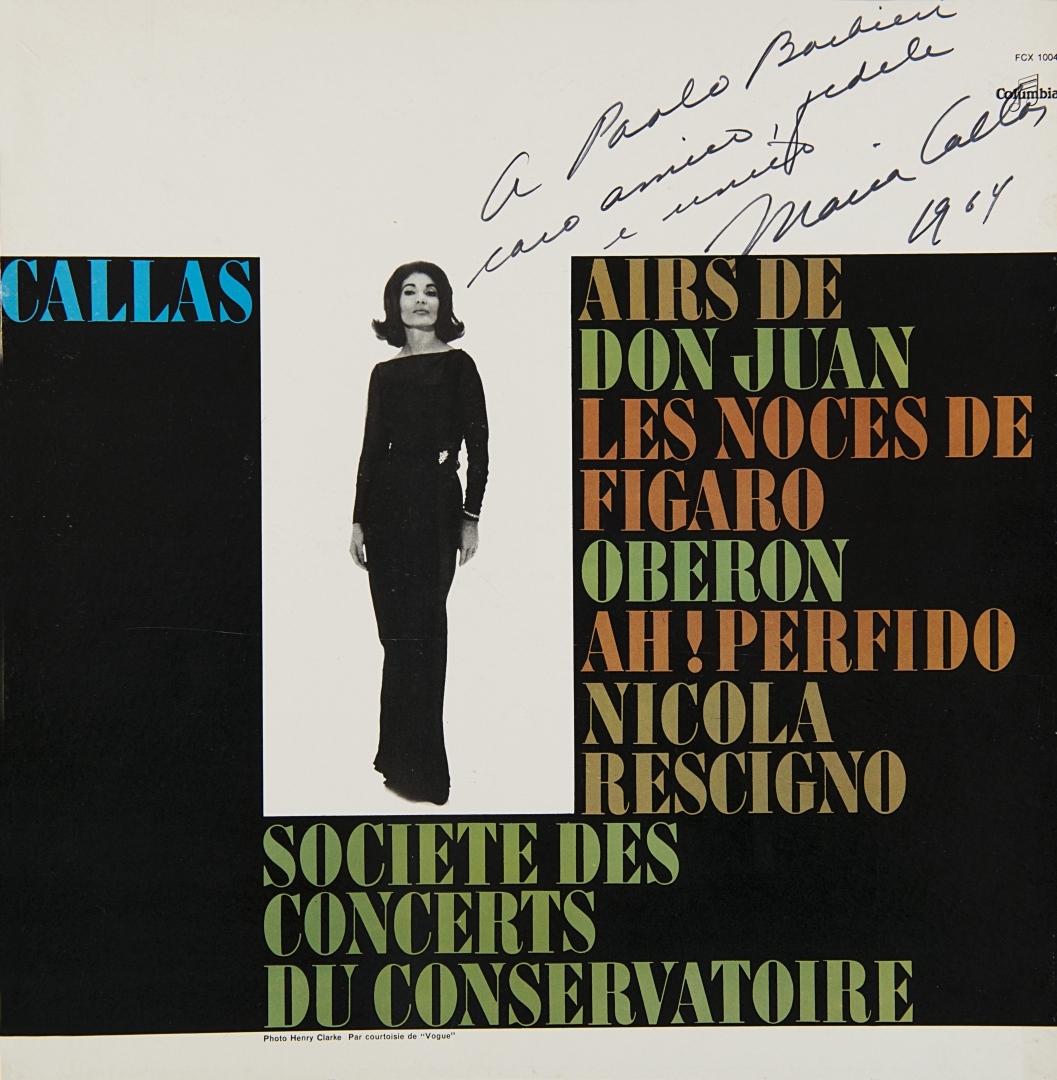 A Paolo Barbieri
caro amico, fedele
e
Maria Callas
1964
FCX 1004
Columbia
CALLAS
AIRS DE
DON JUAN
LES NOCES DE
FIGARO
OBERON
AH! PERFIDO
NICOLA
RESCIGNO
SOCIETE DES
CONCERTS
DU CONSERVATOIRE
Photo Henry Clarke Par courtoisie de "Vogue"